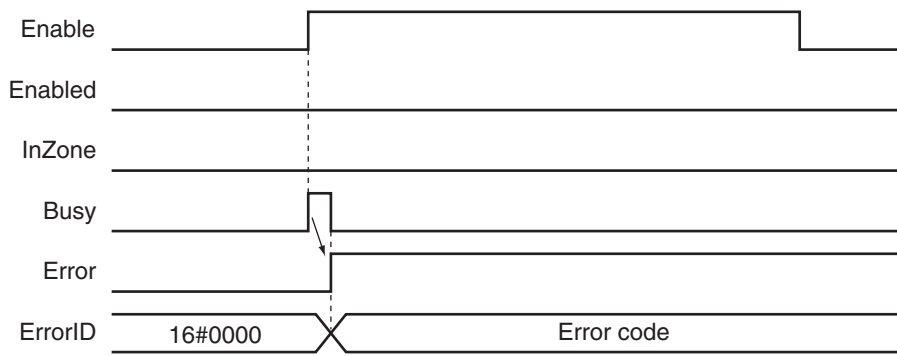 Enable
Enabled
InZone
Busy
Error
ErrorID 16#0000 Error code